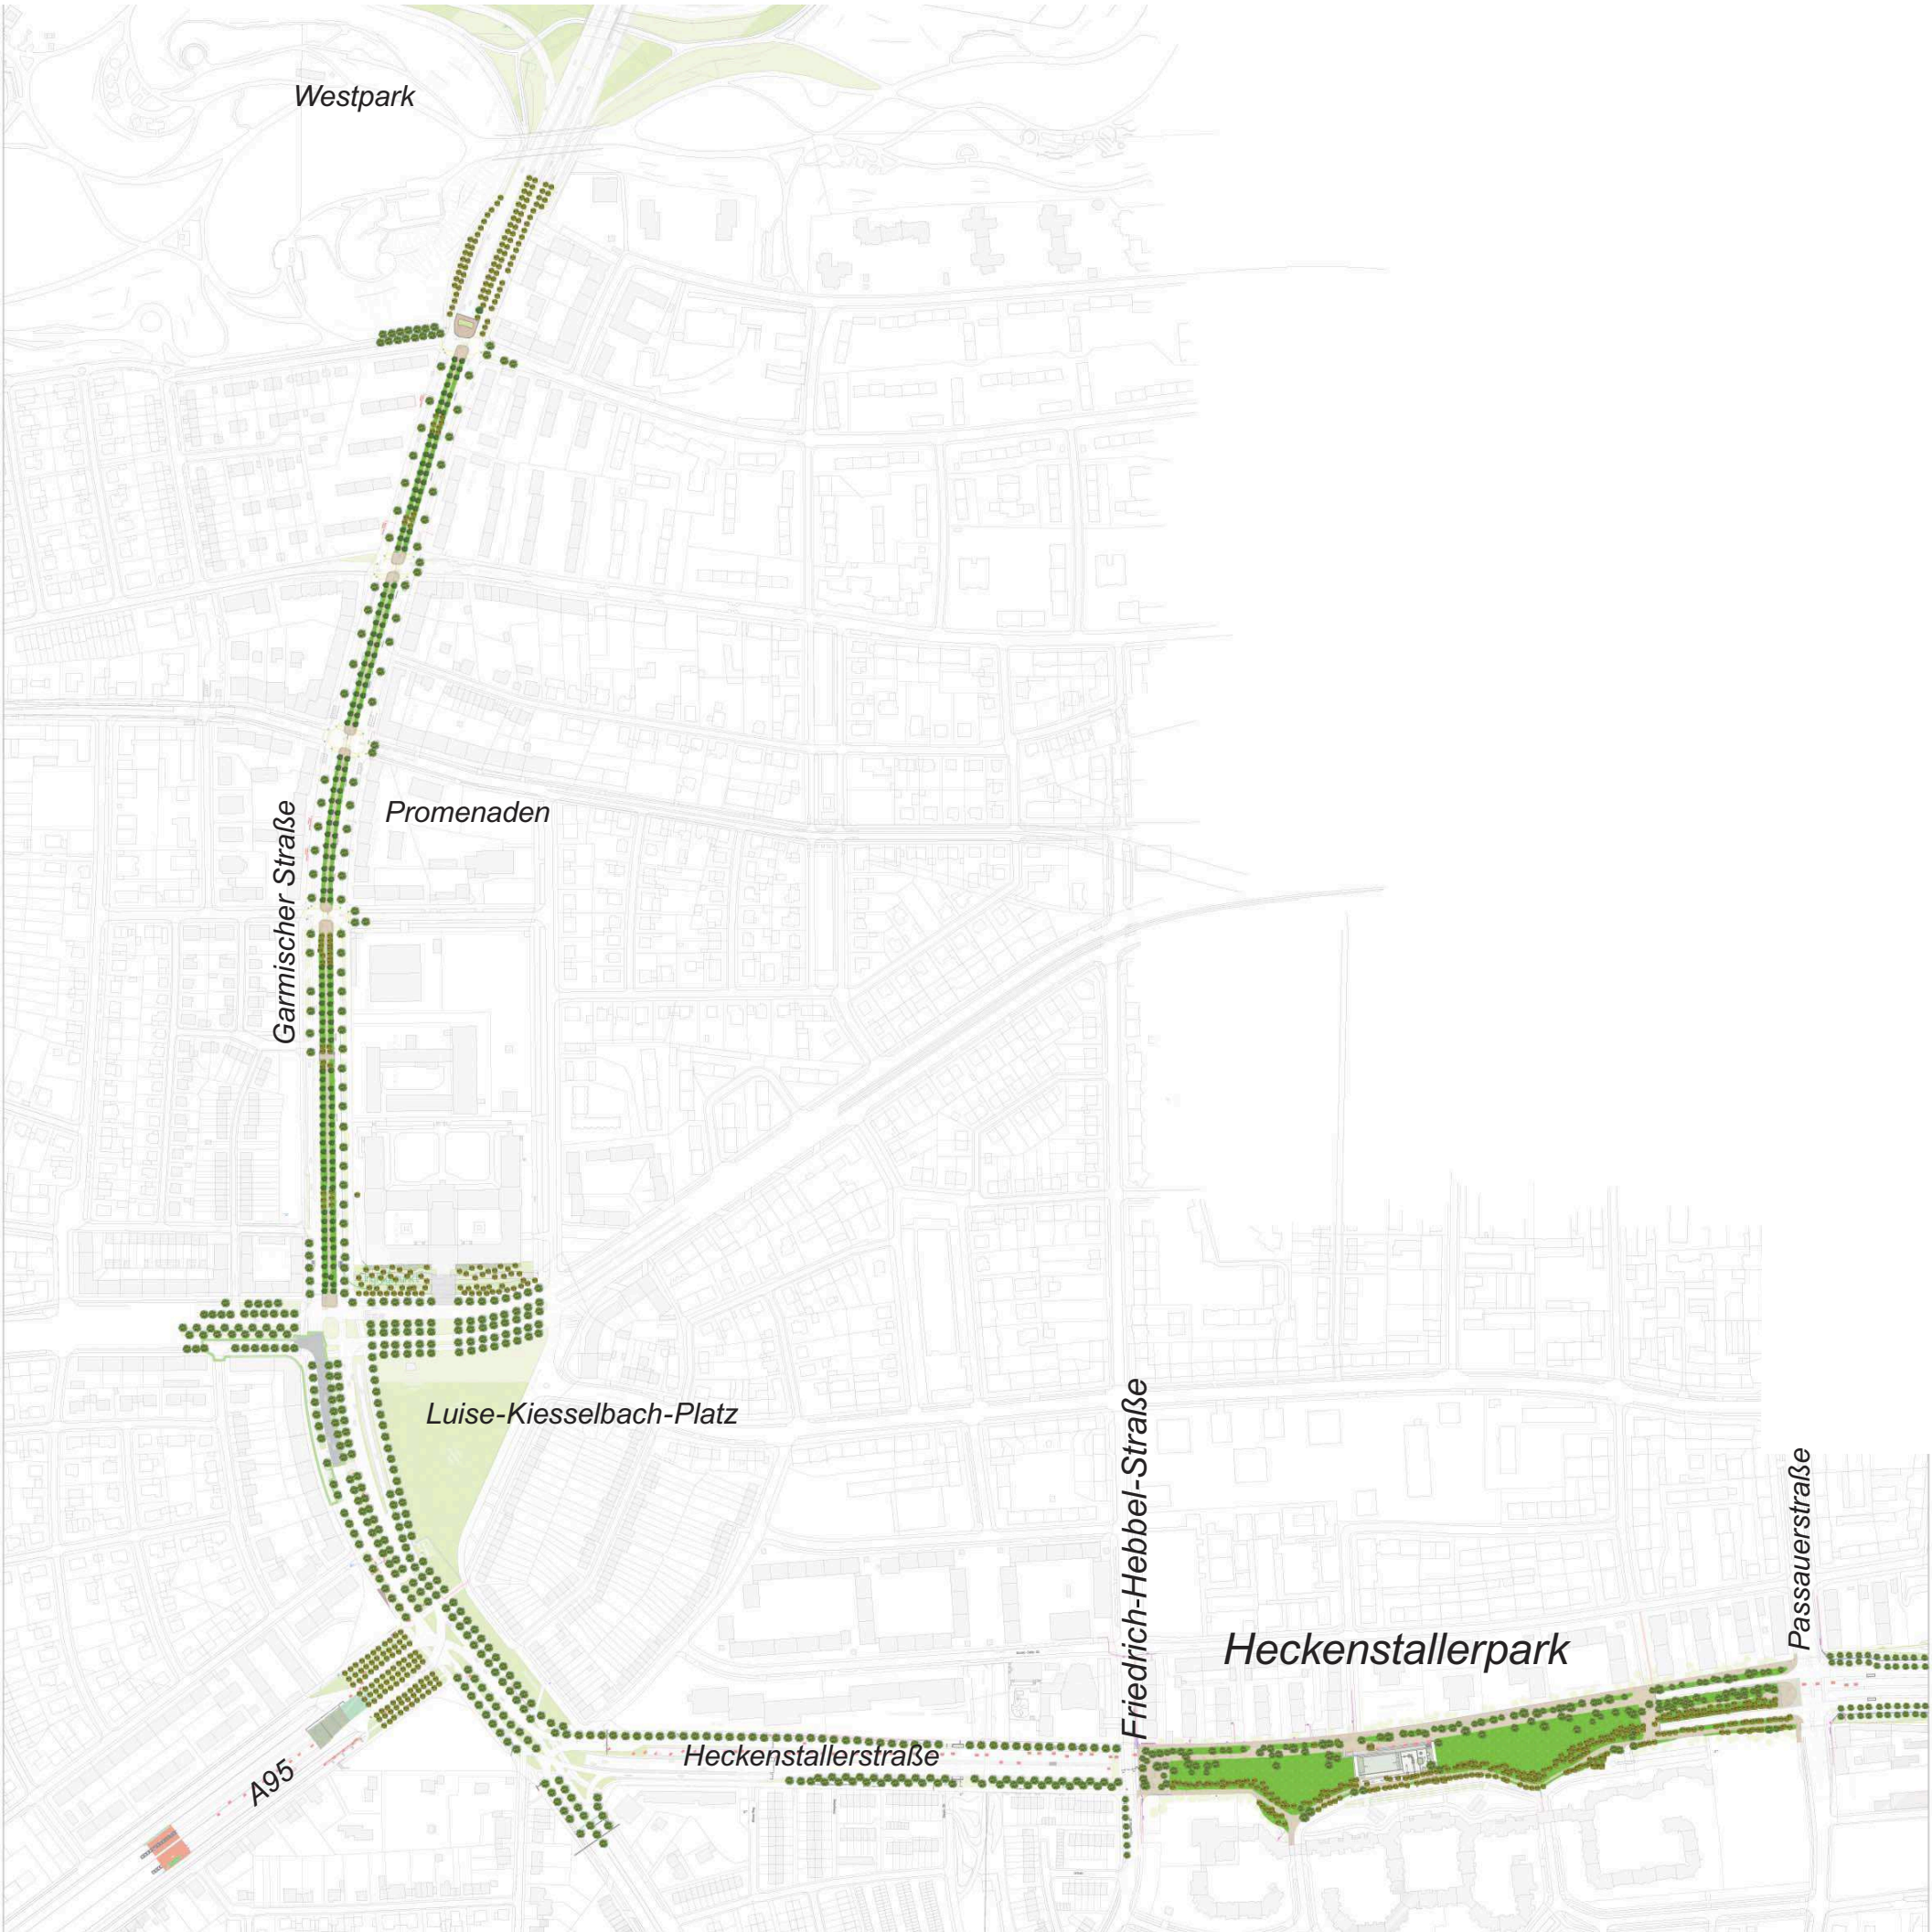 Westpark
Promenaden
Garmischer Straße
Luise-Kiesselbach-Platz
Friedrich-Hebbel-Straße
Passauerstraße
Heckenstallerpark
Heckenstallerstraße
A95